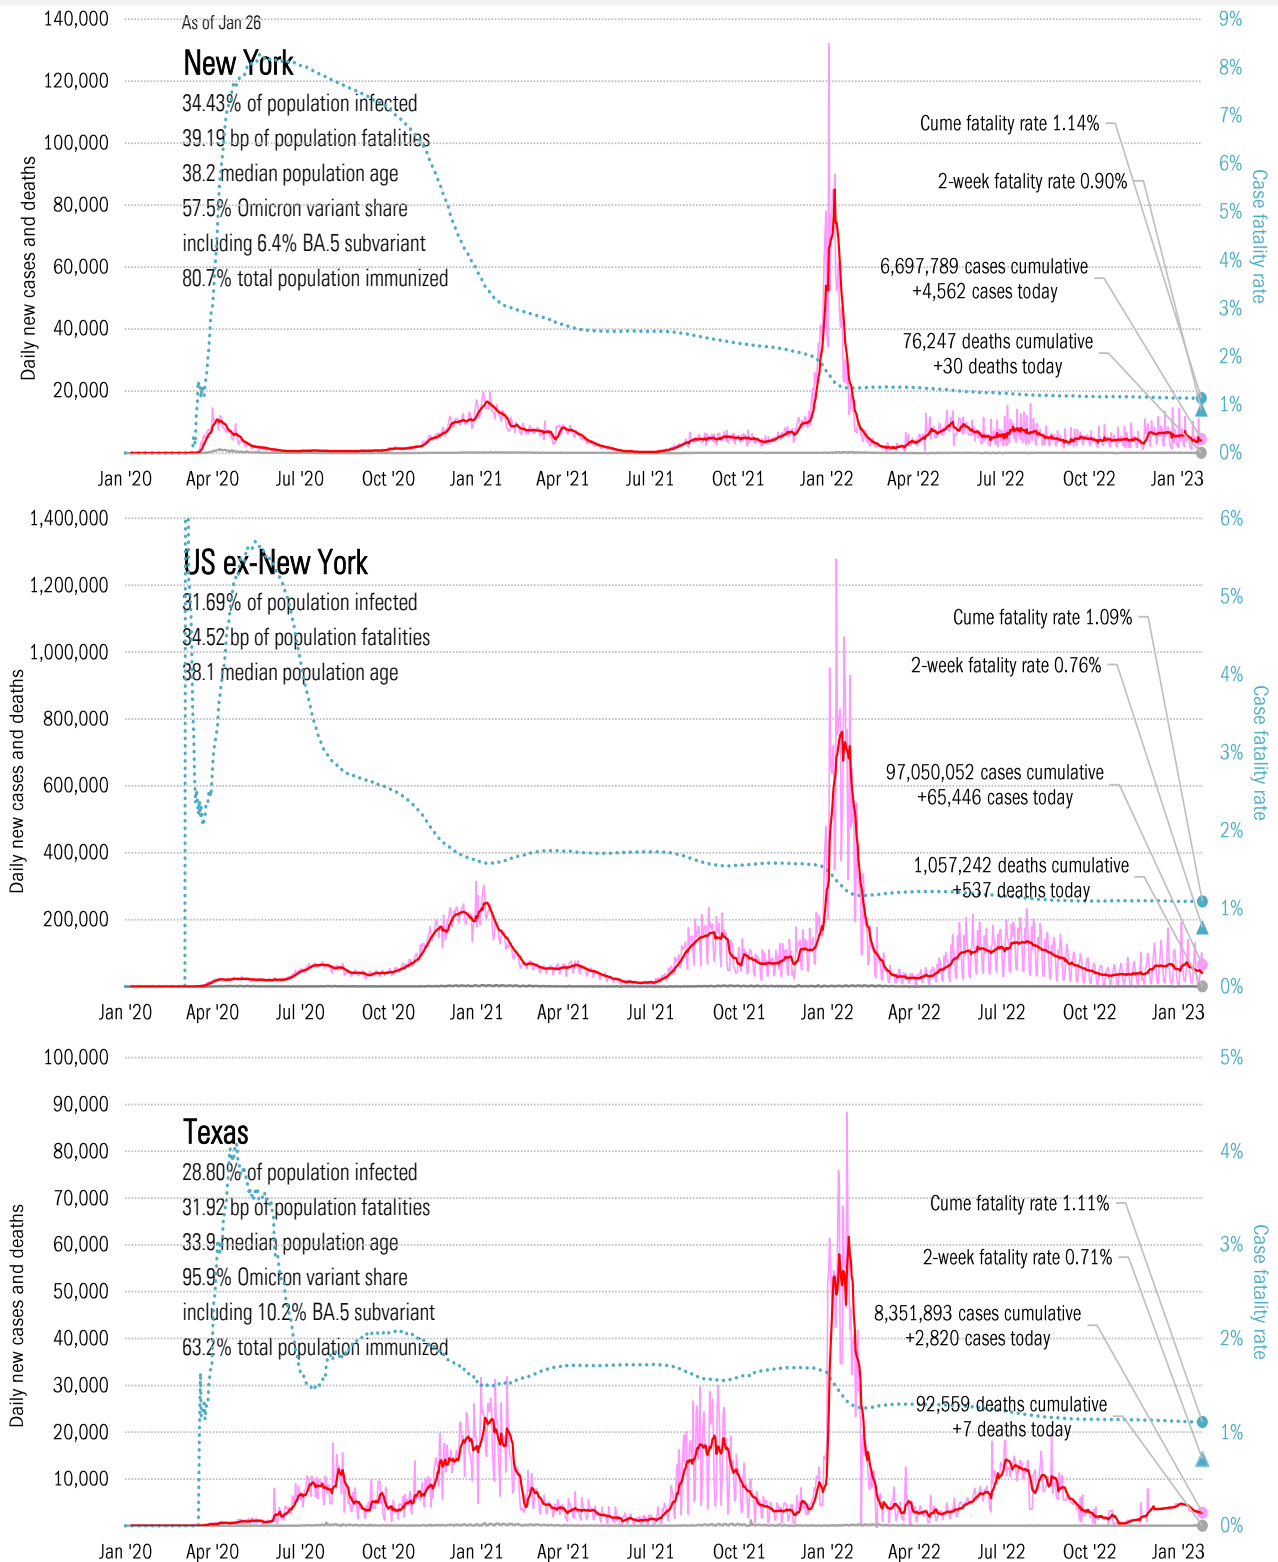 As of Jan 26
New York
34.43% of population infected
39.19 bp of population fatalities
38.2 median population age
57.5% Omicron variant share
including 6.4% BA.5 subvariant
80.7% total population immunized
140,000
120,000
100,000
80,000
60,000
40,000
20,000
Daily new cases and deaths
9%
8%
7%
6%
5%
4%
3%
2%
1%
0%
Case fatality rate
Cume fatality rate 1.14%
2-week fatality rate 0.90%
6,697,789 cases cumulative
+4,562 cases today
76,247 deaths cumulative
+30 deaths today
Jan '20 Apr '20 Jul '20 Oct '20 Jan '21 Apr '21 Jul '21 Oct '21 Jan '22 Apr '22 Jul '22 Oct '22 Jan '23
US ex-New York
31.69% of population infected
34.52 bp of population fatalities
38.1 median population age
1,400,000
1,200,000
1,000,000
800,000
600,000
400,000
200,000
Daily new cases and deaths
6%
5%
4%
3%
2%
1%
0%
Case fatality rate
Cume fatality rate 1.09%
2-week fatality rate 0.76%
97,050,052 cases cumulative
+65,446 cases today
1,057,242 deaths cumulative
+537 deaths today
Jan '20 Apr '20 Jul '20 Oct '20 Jan '21 Apr '21 Jul '21 Oct '21 Jan '22 Apr '22 Jul '22 Oct '22 Jan '23
Texas
28.80% of population infected
31.92 bp of population fatalities
33.9 median population age
95.9% Omicron variant share
including 10.2% BA.5 subvariant
63.2% total population immunized
100,000
90,000
80,000
70,000
60,000
50,000
40,000
30,000
20,000
10,000
Daily new cases and deaths
5%
4%
3%
2%
1%
0%
Case fatality rate
Cume fatality rate 1.11%
2-week fatality rate 0.71%
8,351,893 cases cumulative
+2,820 cases today
92,559 deaths cumulative
+7 deaths today
Jan '20 Apr '20 Jul '20 Oct '20 Jan '21 Apr '21 Jul '21 Oct '21 Jan '22 Apr '22 Jul '22 Oct '22 Jan '23